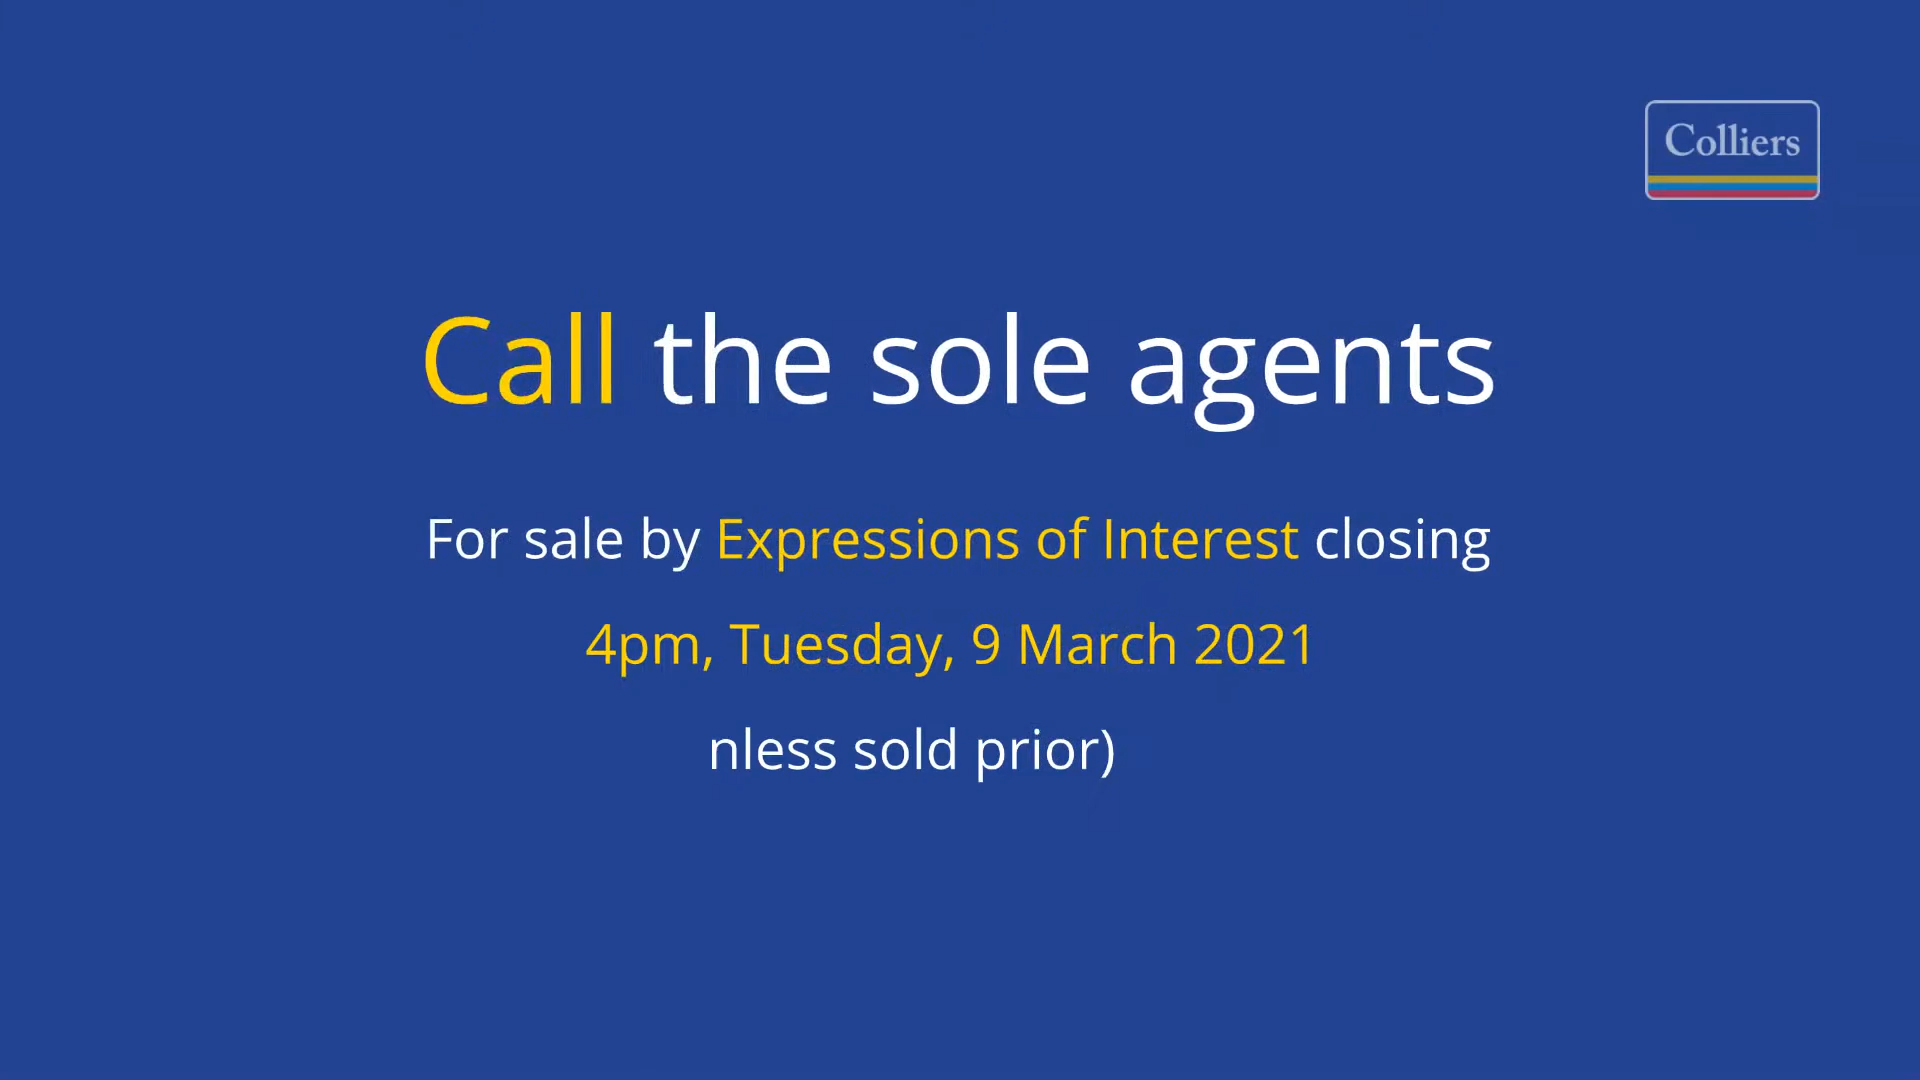 Colliers
Call the sole agents
For sale by Expressions of Interest closing
4pm, Tuesday, 9 March 2021
nless sold prior)